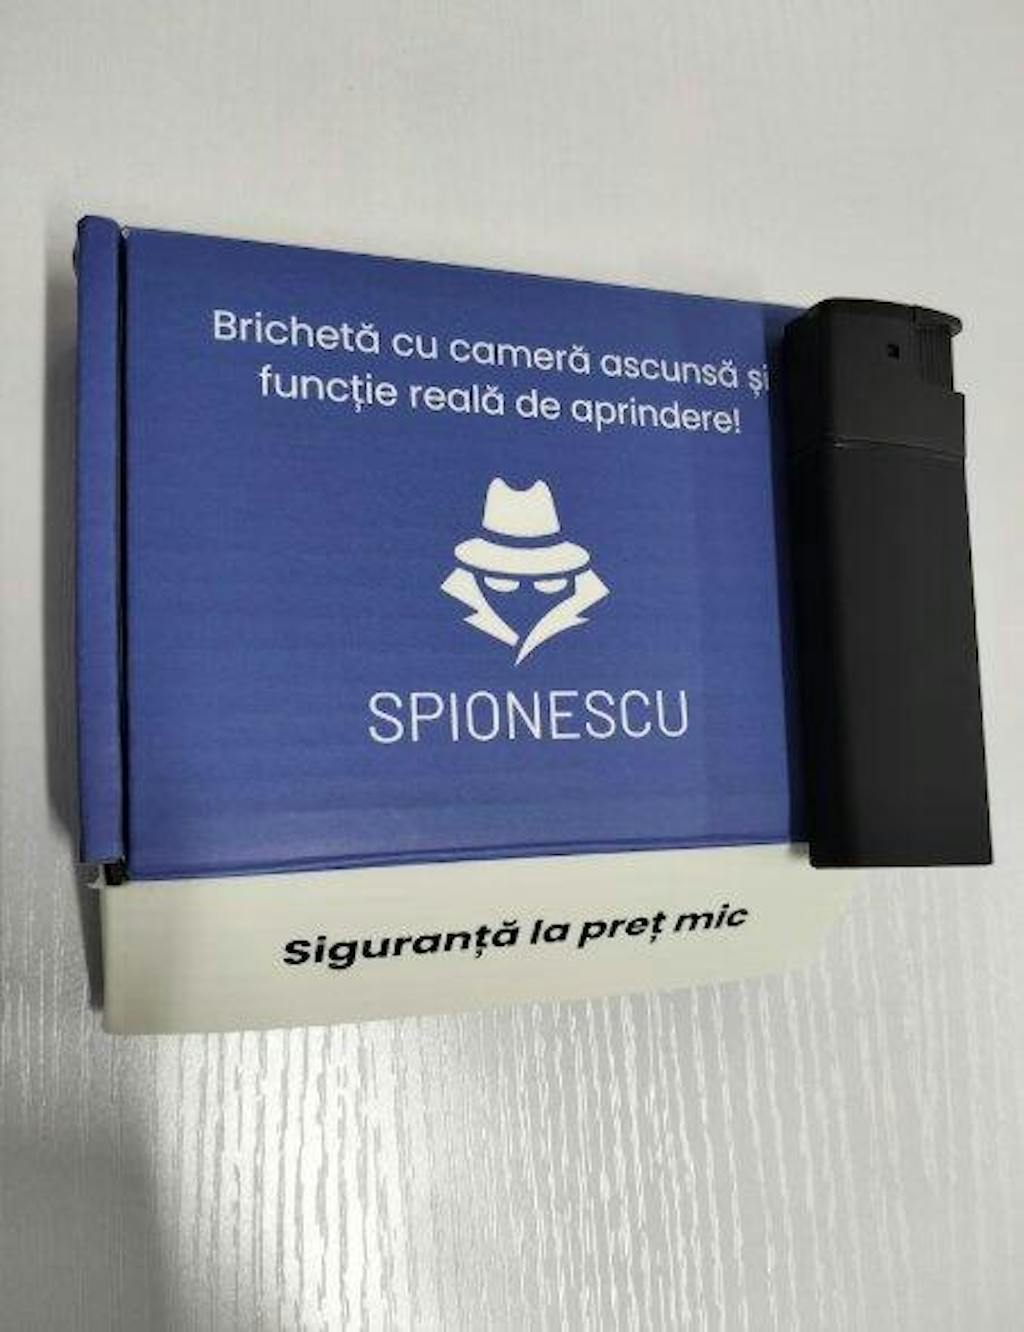 Brichetă cu cameră ascunsă și
funcție reală de aprindere!
SPIONESCU
Siguranță la preț mic